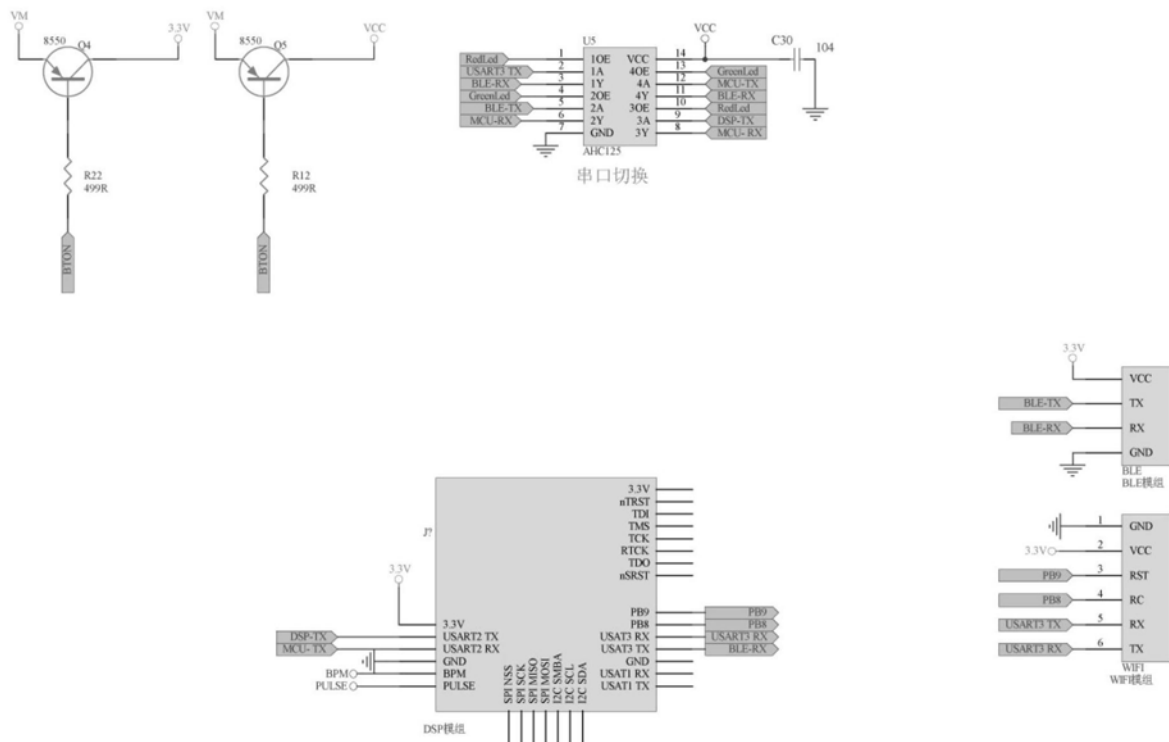 VM
8550
Q4
3.3V
R22
499R
BTON
VM
8550
Q5
VCC
R12
499R
BTON
U5
VCC
C30
104
RedLed 1 1OE VCC 14
USART3 TX 2 1A 4OE 13 GreenLed
BLE-RX 3 1Y 4A 12 MCU-TX
GreenLed 4 2OE 4Y 11 BLE-RX
BLE-TX 5 2A 3OE 10 RedLed
MCU-RX 6 2Y 3A 9 DSP-TX
7 GND 3Y 8 MCU- RX
AHC125
串口切换
3.3V
VCC
BLE-TX TX
BLE-RX RX
GND
BLE
BLE模组
1 GND
3.3V 2 VCC
PB9 3 RST
PB8 4 RC
USART3 TX 5 RX
USART3 RX 6 TX
WIFI
WIFI模组
J?
3.3V
nTRST
TDI
TMS
TCK
RTCK
TDO
nSRST
3.3V
PB9 PB9
3.3V PB8 PB8
DSP-TX USART2 TX USAT3 RX USART3 RX
MCU- TX USART2 RX USAT3 TX BLE-RX
GND GND
BPM BPM USAT1 RX
PULSE PULSE USAT1 TX
SPI NSS
SPI SCK
SPI MISO
SPI MOSI
I2C SMBA
I2C SCL
I2C SDA
DSP模组